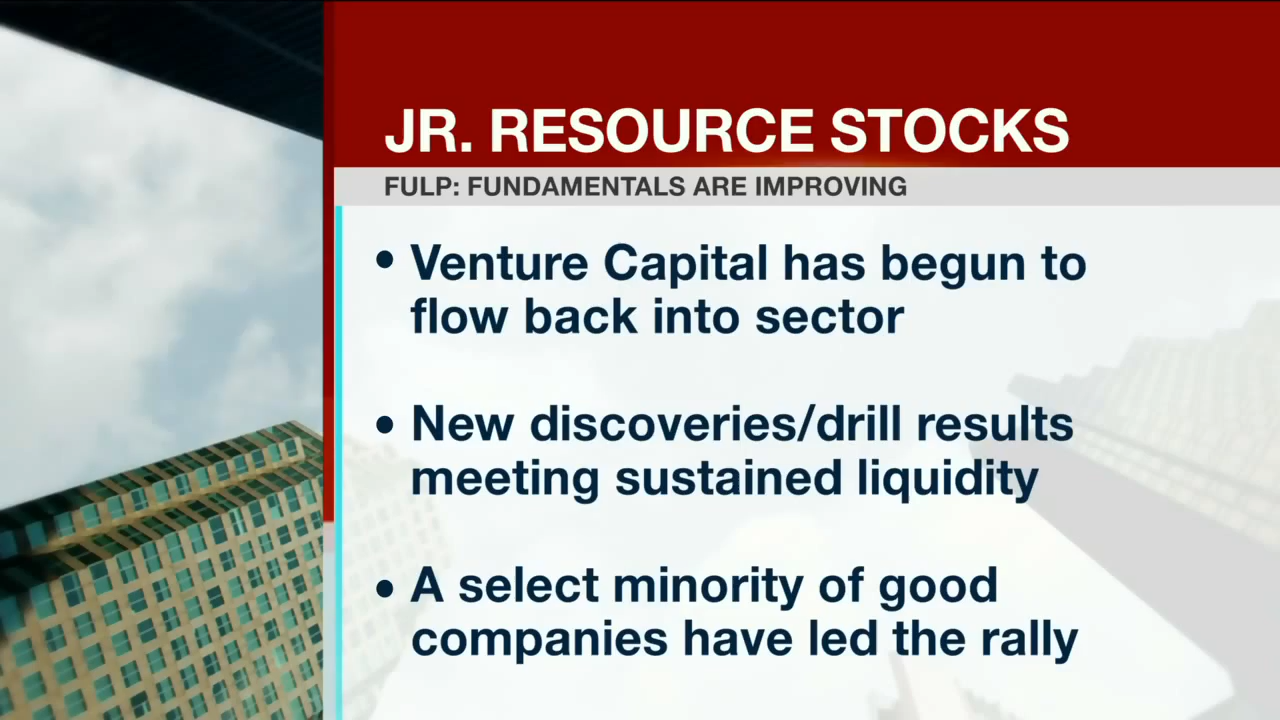 JR. RESOURCE STOCKS
FULP: FUNDAMENTALS ARE IMPROVING
• Venture Capital has begun to
flow back into sector
• New discoveries/drill results
meeting sustained liquidity
• A select minority of good
companies have led the rally